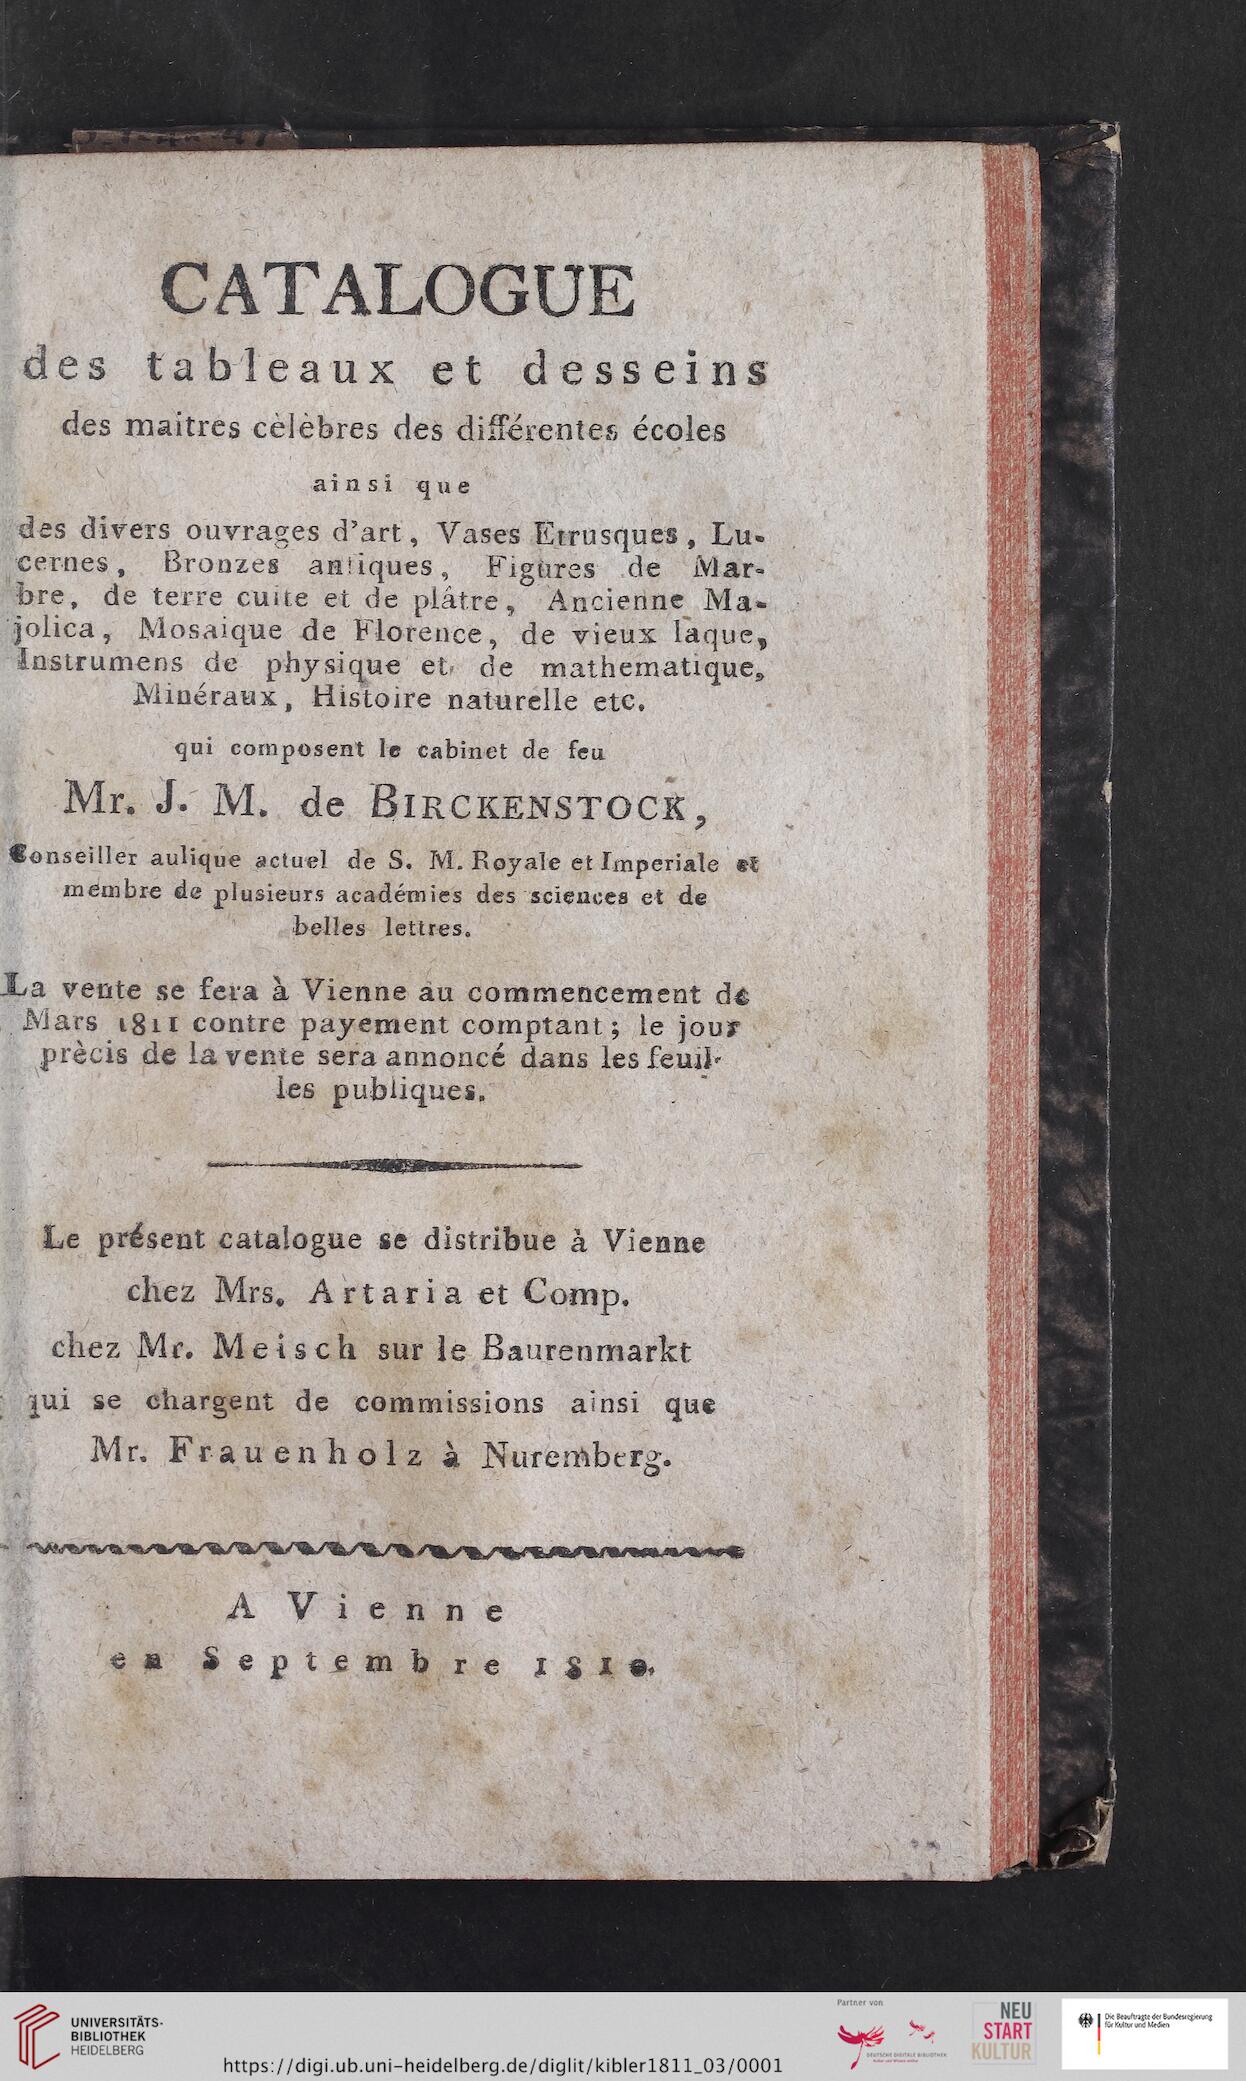 CATALOGUE
des tableaux et desseins
des maitres cèlèbres des différentes écoles
ainsi que
des divers ouvrages d'art, Vases Etrusques, Lu-
cernes, Bronzes antiques, Figures de Mar-
bre, de terre cuite et de plâtre, Ancienne Ma-
jolica, Mosaique de Florence, de vieux laque,
Instrumens de physique et de mathematique,
Minéraux, Histoire naturelle etc.
qui composent le cabinet de feu
Mr. J. M. de BIRCKENSTOCK,
Conseiller aulique actuel de S. M. Royale et Imperiale et
membre de plusieurs académies des sciences et de
belles lettres.
La vente se fera à Vienne au commencement de
Mars 1811 contre payement comptant; le jour
prècis de la vente sera annoncé dans les feuil-
les publiques.
Le présent catalogue se distribue à Vienne
chez Mrs. Artaria et Comp.
chez Mr. Meisch sur le Baurenmarkt
qui se chargent de commissions ainsi que
Mr. Frauenholz à Nuremberg.
A Vienne
en Septembre 1810.
UNIVERSITÄTS-
BIBLIOTHEK
HEIDELBERG
https://digi.ub.uni-heidelberg.de/diglit/kibler1811_03/0001
Partner von
DEUTSCHE DIGITALE BIBLIOTHEK
Kultur und Wissen online
NEU
START
KULTUR
Die Beauftragte der Bundesregierung
für Kultur und Medien